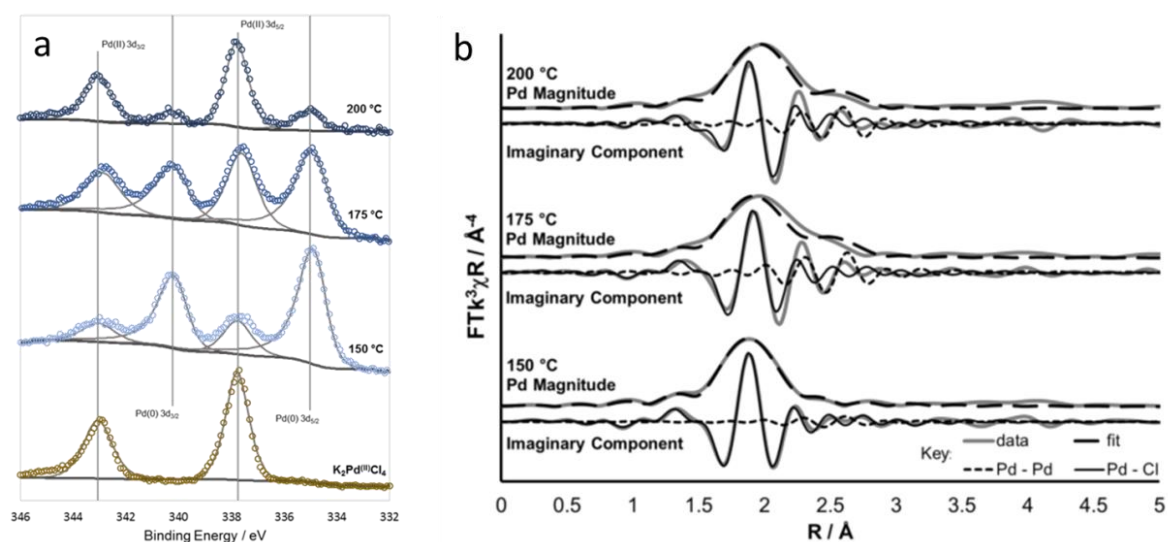 a
Pd(II) 3d3/2
Pd(II) 3d5/2
200 °C
175 °C
150 °C
Pd(0) 3d3/2
Pd(0) 3d5/2
K2Pd(II)Cl4
346 344 342 340 338 336 334 332
Binding Energy / eV
b
200 °C
Pd Magnitude
Imaginary Component
175 °C
Pd Magnitude
Imaginary Component
150 °C
Pd Magnitude
Imaginary Component
Key: data fit
Pd - Pd Pd - Cl
FTk³χR / Å⁻⁴
0 0.5 1 1.5 2 2.5 3 3.5 4 4.5 5
R / Å